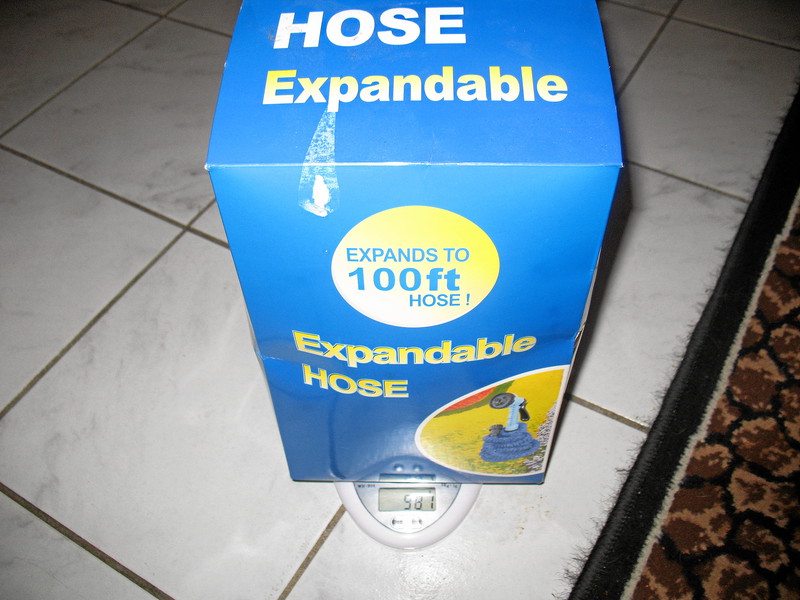 HOSE
Expandable
EXPANDS TO
100ft
HOSE!
Expandable
HOSE
581